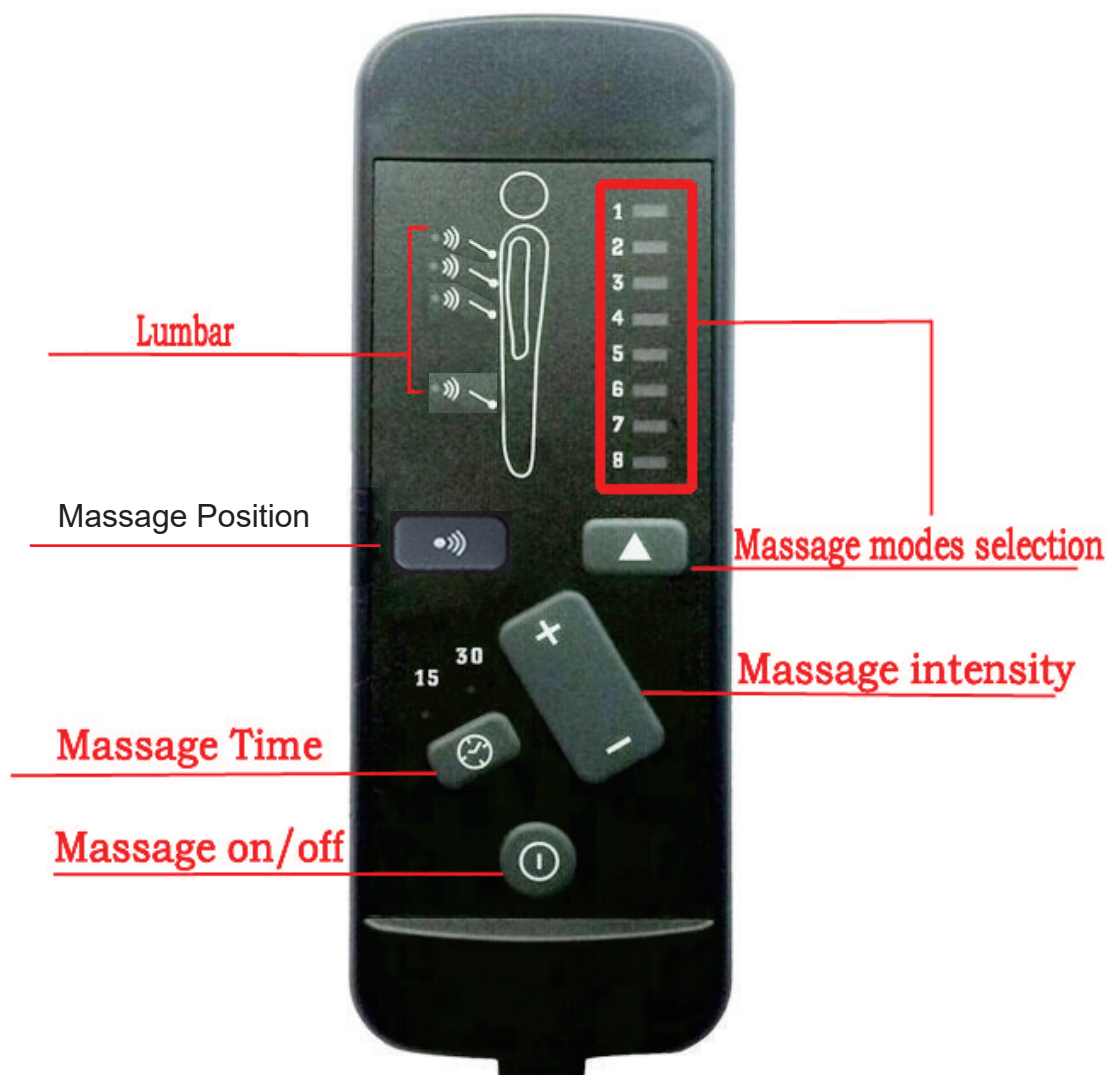 1
2
3
4
5
6
7
8
Lumbar
Massage Position
Massage modes selection
30
15
+
Massage intensity
−
Massage Time
Massage on/off